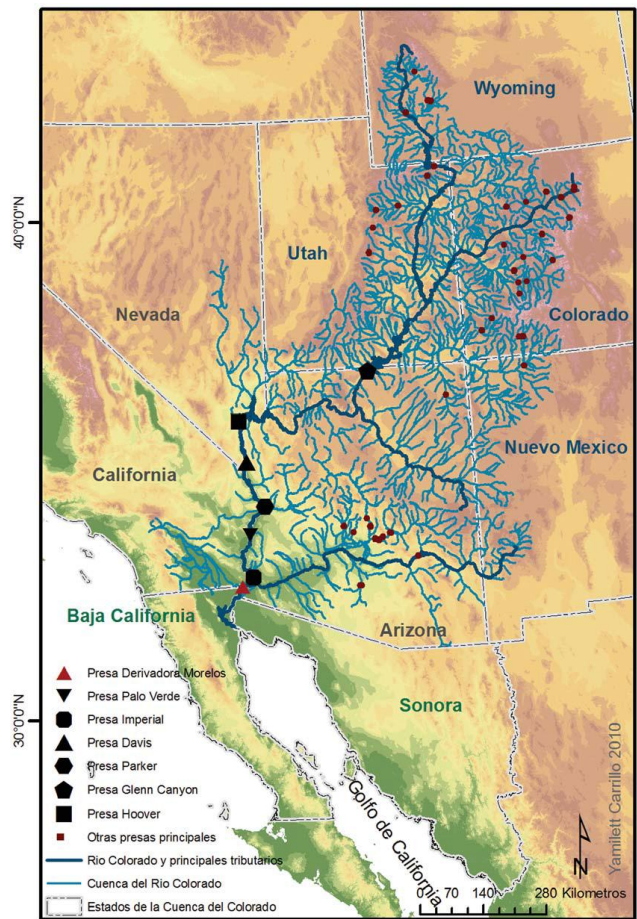 Wyoming
40°0'0"N
Utah
Nevada
Colorado
California
Nuevo Mexico
Baja California
Arizona
Sonora
30°0'0"N
Golfo de California
Presa Derivadora Morelos
Presa Palo Verde
Presa Imperial
Presa Davis
Presa Parker
Presa Glenn Canyon
Presa Hoover
Otras presas principales
Rio Colorado y principales tributarios
Cuenca del Rio Colorado
Estados de la Cuenca del Colorado
N
0 70 140 280 Kilometros
Yamilett Carrillo 2010